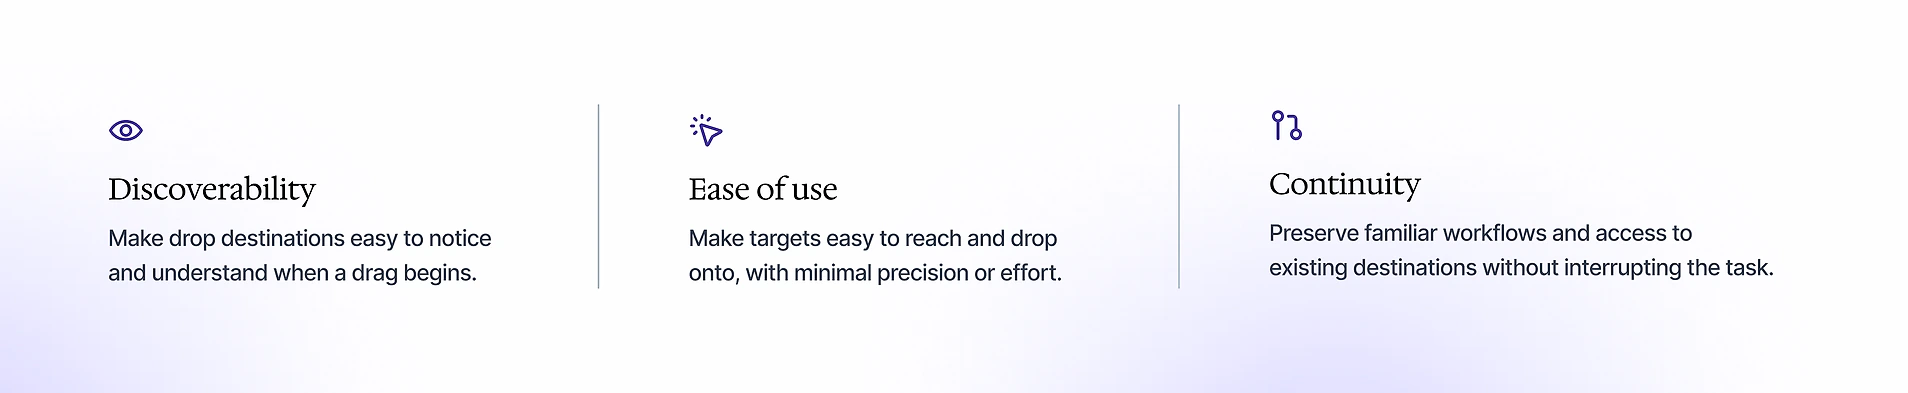 Discoverability
Make drop destinations easy to notice
and understand when a drag begins.
Ease of use
Make targets easy to reach and drop
onto, with minimal precision or effort.
Continuity
Preserve familiar workflows and access to
existing destinations without interrupting the task.